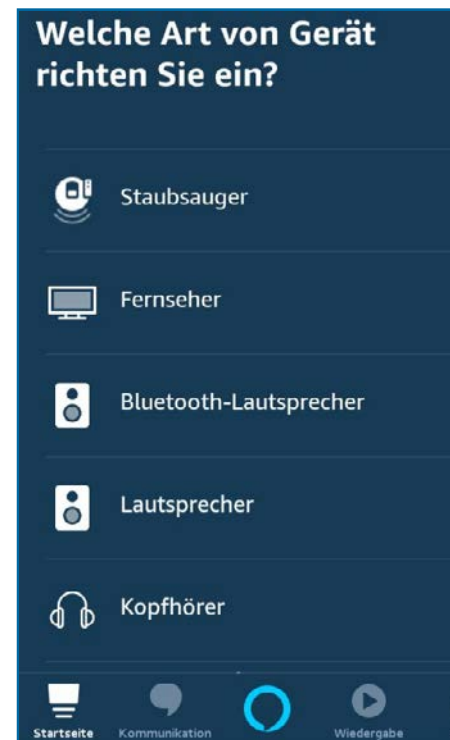 Welche Art von Gerät
richten Sie ein?
Staubsauger
Fernseher
Bluetooth-Lautsprecher
Lautsprecher
Kopfhörer
Startseite
Kommunikation
Wiedergabe